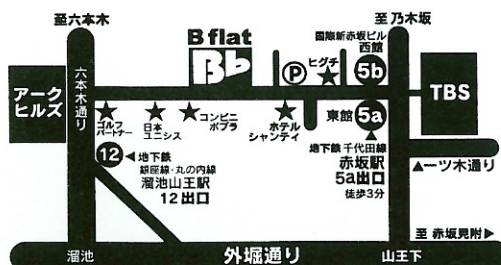 至六本木
至乃木坂
B flat
Bb
国際新赤坂ビル
西館
5b
ヒグチ
P
アーク
ヒルズ
六本木通り
TBS
東館
5a
ゴルフ
パートナー
日本
ユニシス
コンビニ
ポプラ
ホテル
シャンティ
地下鉄 千代田線
赤坂駅
5a出口
徒歩3分
▲一ツ木通り
12
◀地下鉄
銀座線・丸の内線
溜池山王駅
12出口
至 赤坂見附▶
溜池
外堀通り
山王下